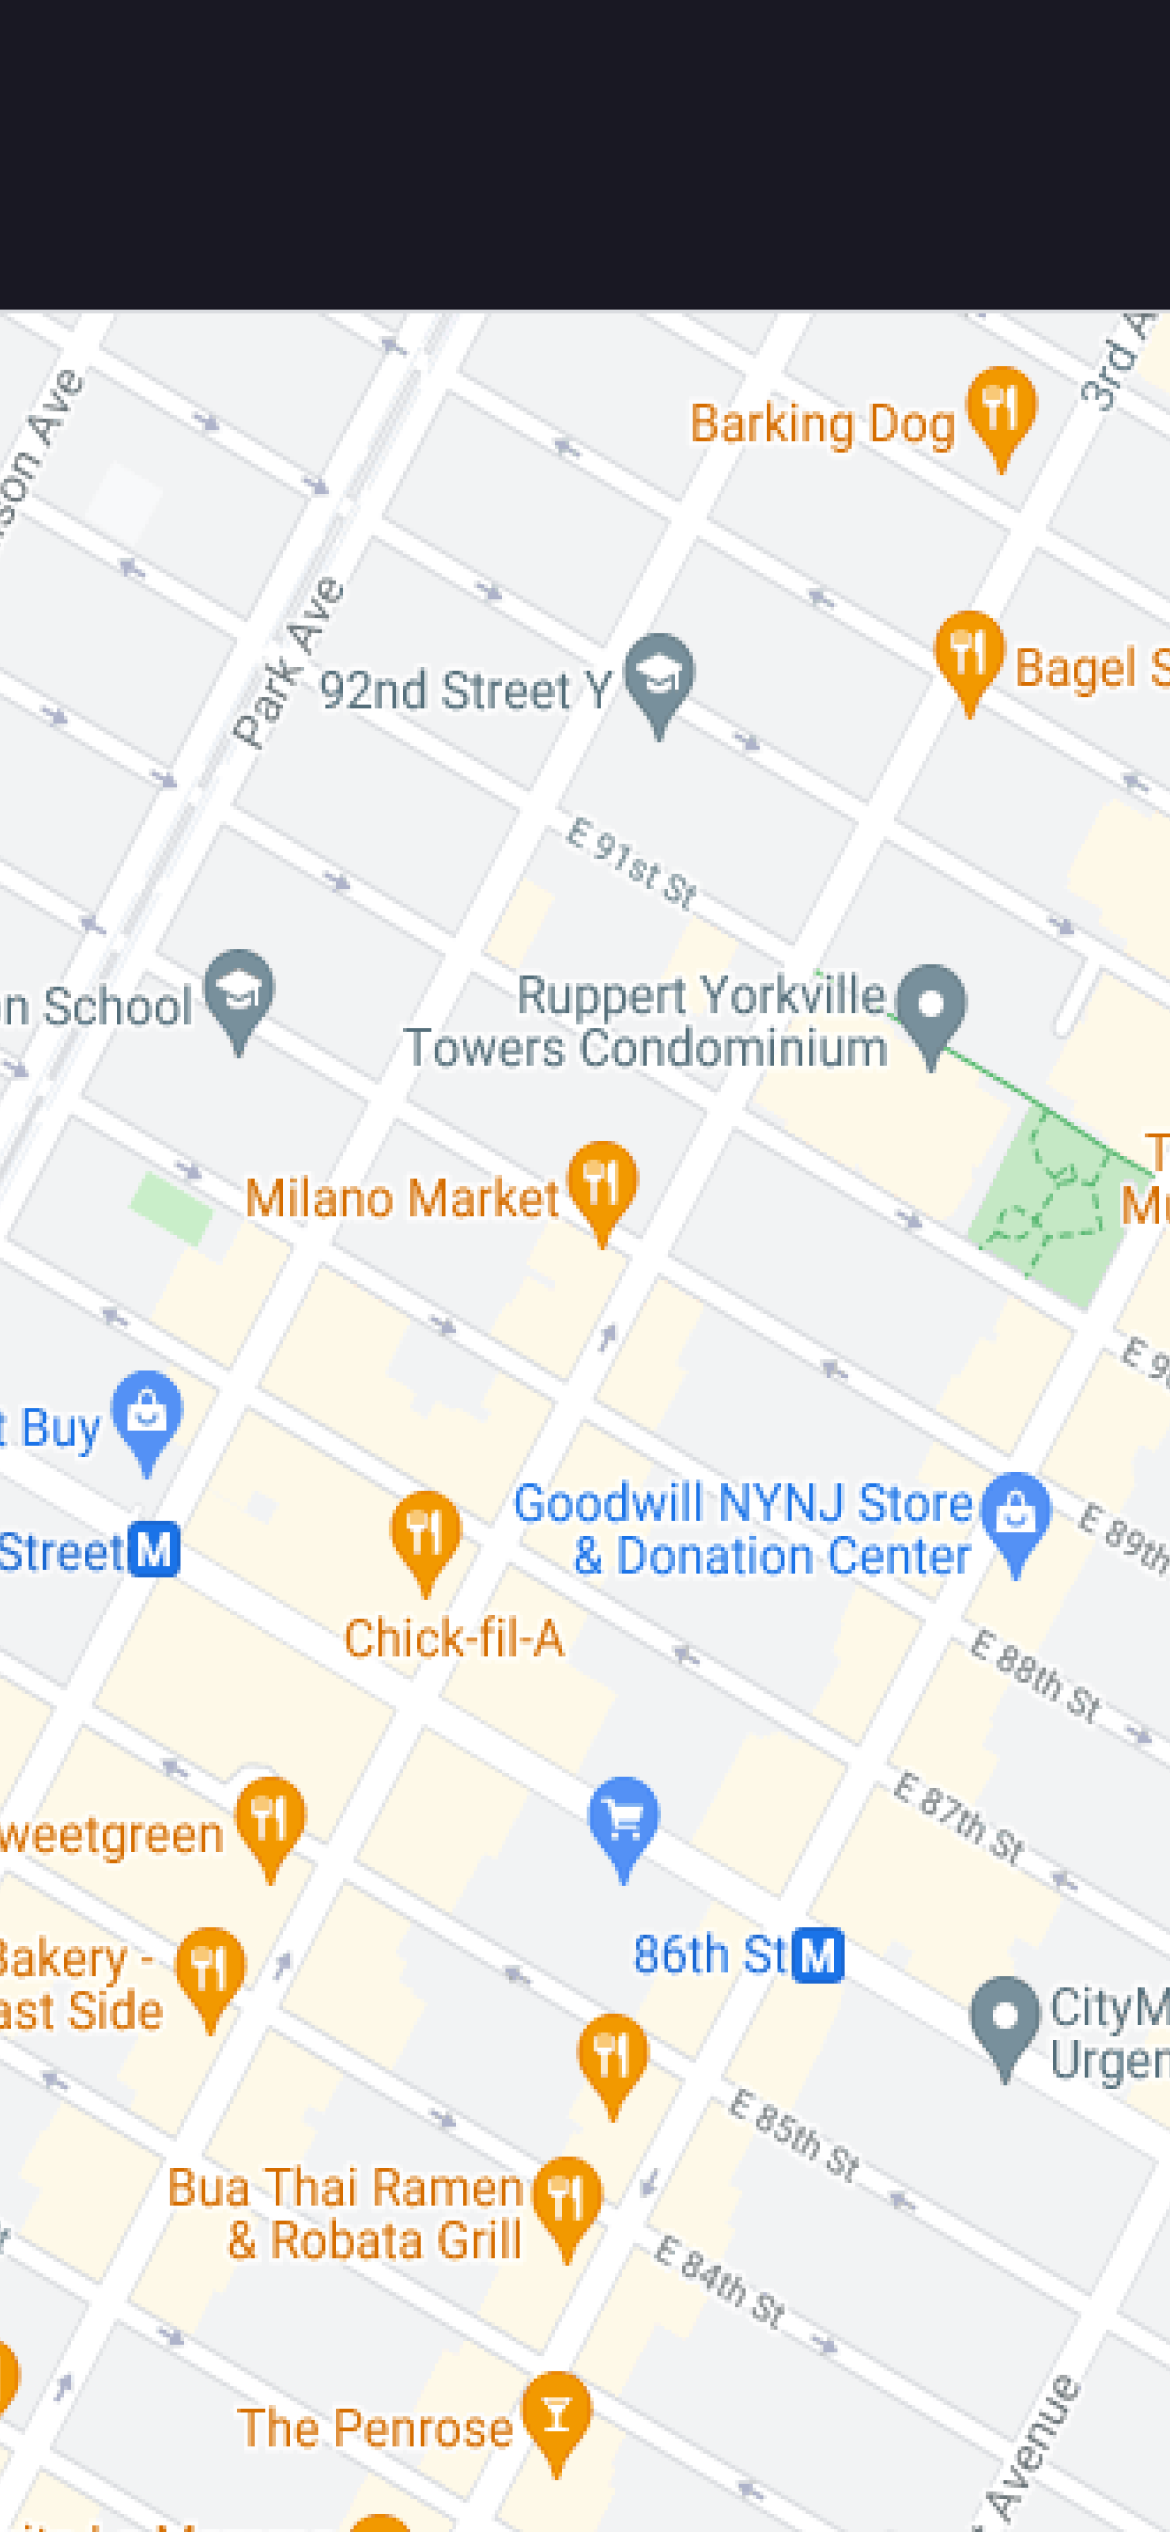 3rd A
son Ave
Barking Dog
Park Ave
92nd Street Y
Bagel S
E 91st St
Ruppert Yorkville
Towers Condominium
n School
T
Mu
Milano Market
E 90
t Buy
Goodwill NYNJ Store
& Donation Center
E 89th
Street M
Chick-fil-A
E 88th St
E 87th St
weetgreen
86th St M
Bakery -
ast Side
CityM
Urgen
E 85th St
Bua Thai Ramen
& Robata Grill
E 84th St
The Penrose
Avenue